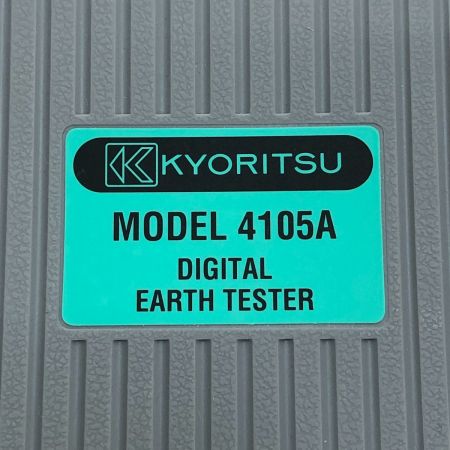 KYORITSU
MODEL 4105A
DIGITAL
EARTH TESTER